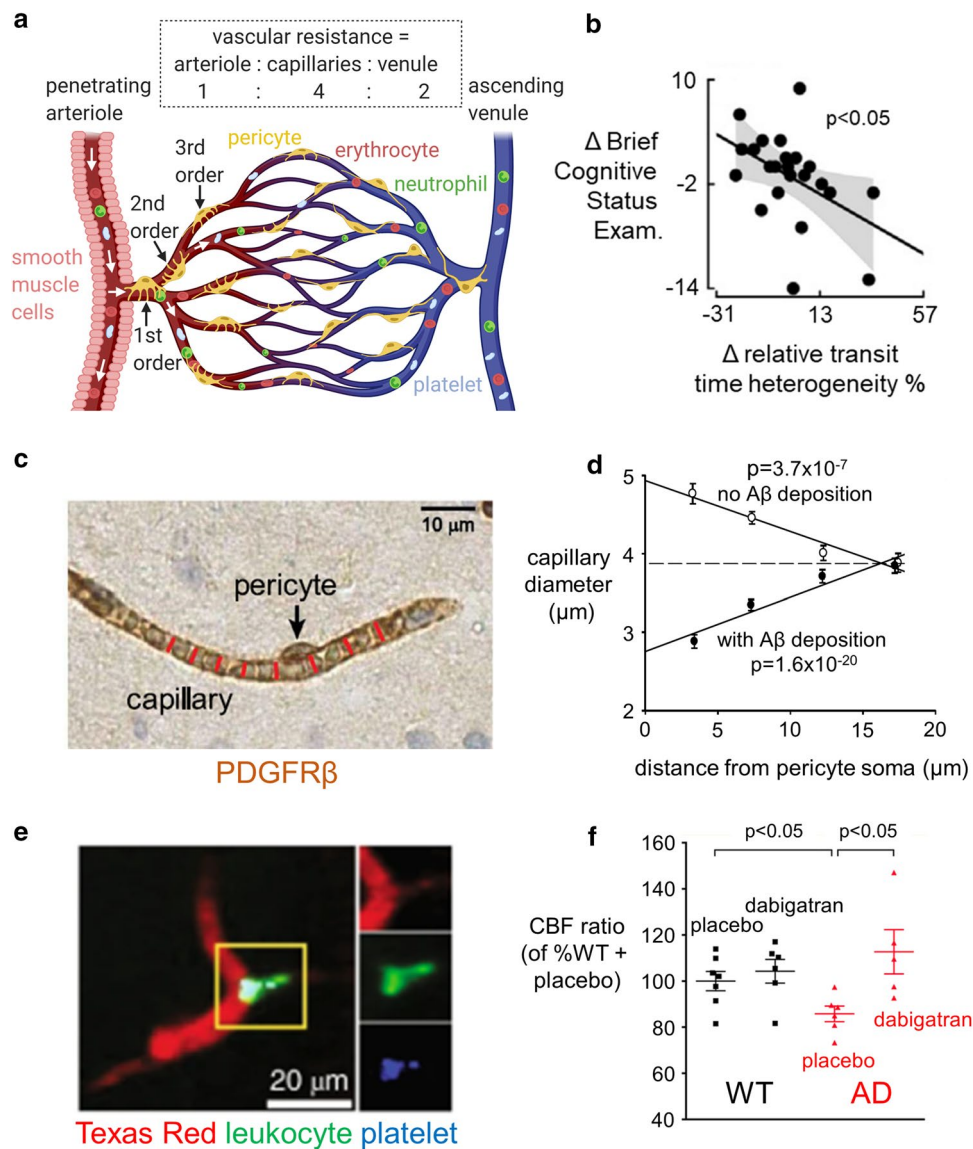 a
vascular resistance =
arteriole : capillaries : venule
1 : 4 : 2
penetrating
arteriole
ascending
venule
pericyte
erythrocyte
neutrophil
3rd
order
2nd
order
smooth
muscle
cells
1st
order
platelet
b
10
p<0.05
Δ Brief
Cognitive
Status
Exam.
-2
-14
-31 13 57
Δ relative transit
time heterogeneity %
c
10 μm
pericyte
capillary
PDGFRβ
d
5
p=3.7x10-7
no Aβ deposition
4
capillary
diameter
(μm)
3
with Aβ deposition
p=1.6x10-20
2
0 5 10 15 20
distance from pericyte soma (μm)
e
20 μm
Texas Red leukocyte platelet
f
p<0.05 p<0.05
160
140
CBF ratio
(of %WT +
placebo)
placebo
dabigatran
120
100
80
dabigatran
placebo
60
WT AD
40